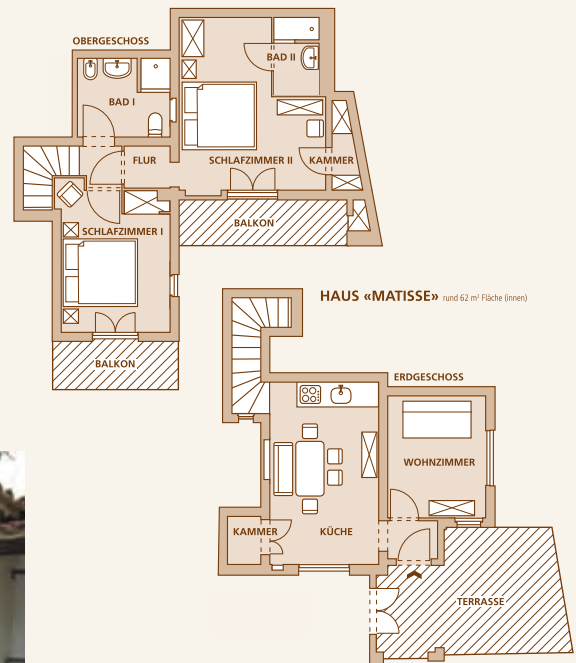 OBERGESCHOSS
BAD II
BAD I
FLUR
SCHLAFZIMMER II
KAMMER
SCHLAFZIMMER I
BALKON
BALKON
HAUS «MATISSE» rund 62 m² Fläche (innen)
ERDGESCHOSS
WOHNZIMMER
KAMMER
KÜCHE
TERRASSE